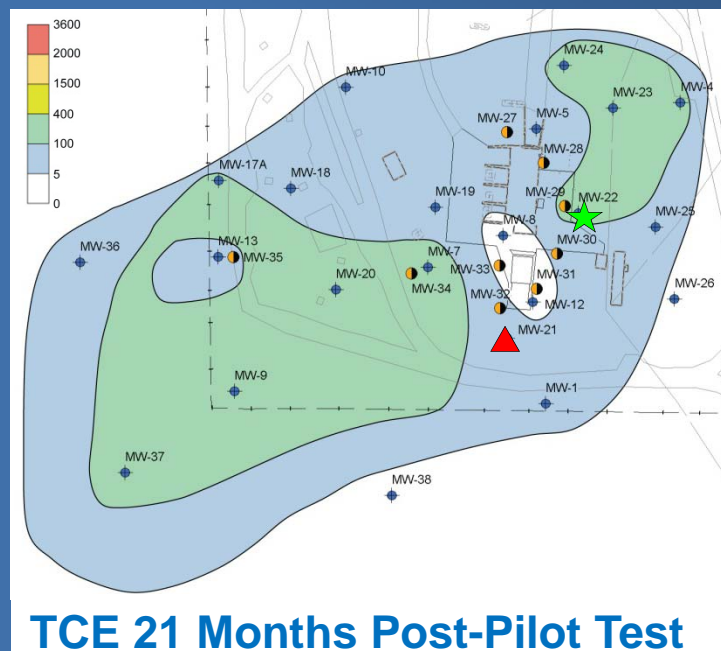 3600
2000
1500
400
100
5
0
MW-24
MW-10
MW-23
MW-4
MW-27
MW-5
MW-28
MW-17A
MW-18
MW-29
MW-22
MW-19
MW-8
MW-25
MW-36
MW-13
MW-35
MW-7
MW-33
MW-30
MW-20
MW-34
MW-31
MW-26
MW-32
MW-12
MW-21
MW-9
MW-1
MW-37
MW-38
TCE 21 Months Post-Pilot Test